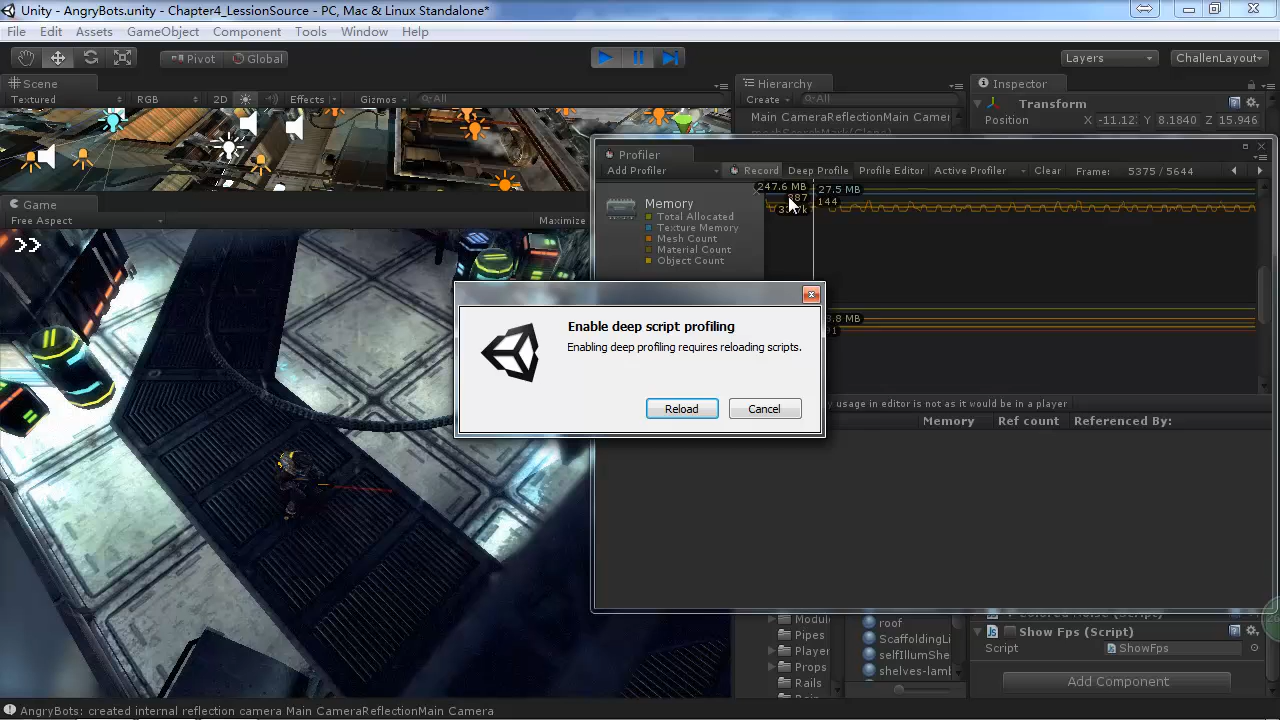 Unity - AngryBots.unity - Chapter4_LessionSource - PC, Mac & Linux Standalone*
File Edit Assets GameObject Component Tools Window Help
Pivot Global Layers ChallenLayout
Scene
Textured RGB 2D Effects Gizmos All
Game
Free Aspect Maximize
>>
Hierarchy
Create All
Main CameraReflectionMain Camer
Inspector
Transform
Position X -11.12 Y 8.1840 Z 15.946
Profiler
Add Profiler Record Deep Profile Profile Editor Active Profiler Clear Frame: 5375 / 5644
247.6 MB 27.5 MB
144
Memory
Total Allocated
Texture Memory
Mesh Count
Material Count
Object Count
Enable deep script profiling
Enabling deep profiling requires reloading scripts.
Reload Cancel
usage in editor is not as it would be in a player
Memory Ref count Referenced By:
Pipes
Player
Props
Rails
roof
ScaffoldingLi
selfIllumShe
shelves-lamb
Show Fps (Script)
Script ShowFps
Add Component
AngryBots: created internal reflection camera Main CameraReflectionMain Camera